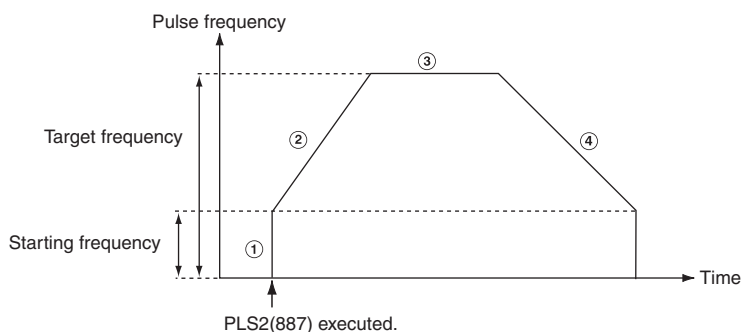 Pulse frequency
③
Target frequency
②
④
Starting frequency
①
Time
PLS2(887) executed.